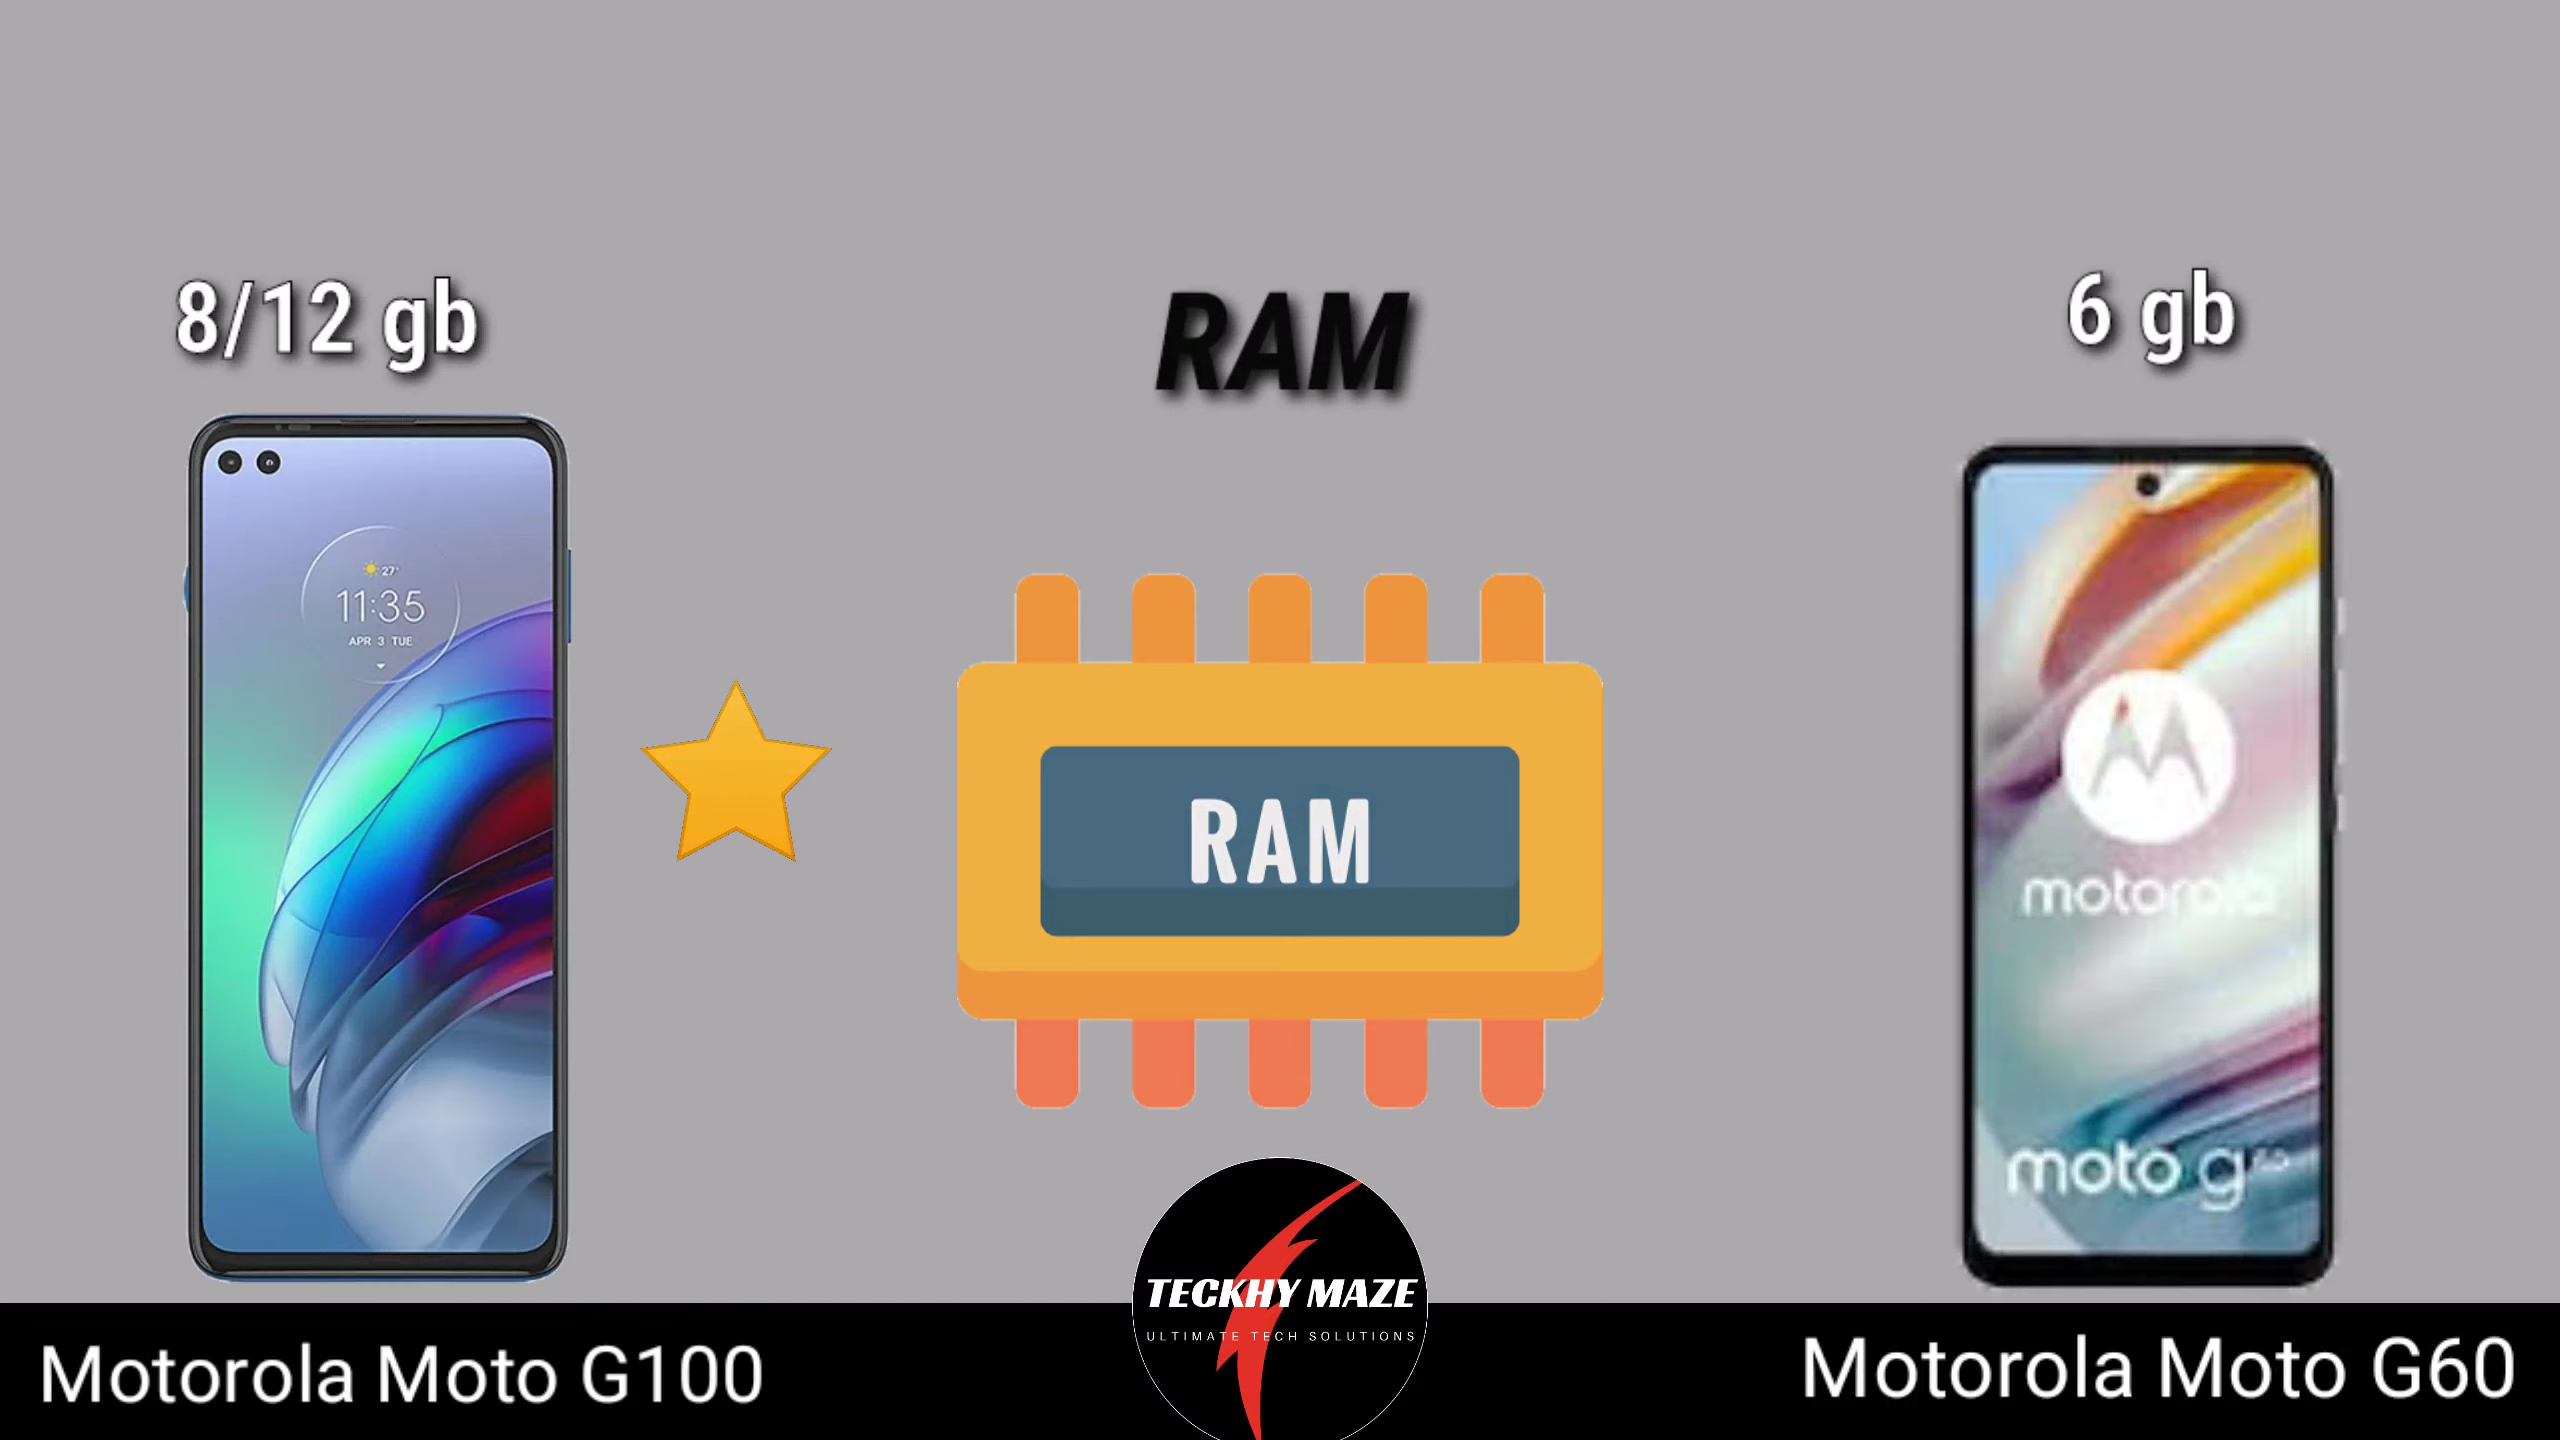 8/12 gb
RAM
6 gb
27°
11:35
APR 3 TUE
RAM
motorola
moto g
TECKHY MAZE
ULTIMATE TECH SOLUTIONS
Motorola Moto G100
Motorola Moto G60